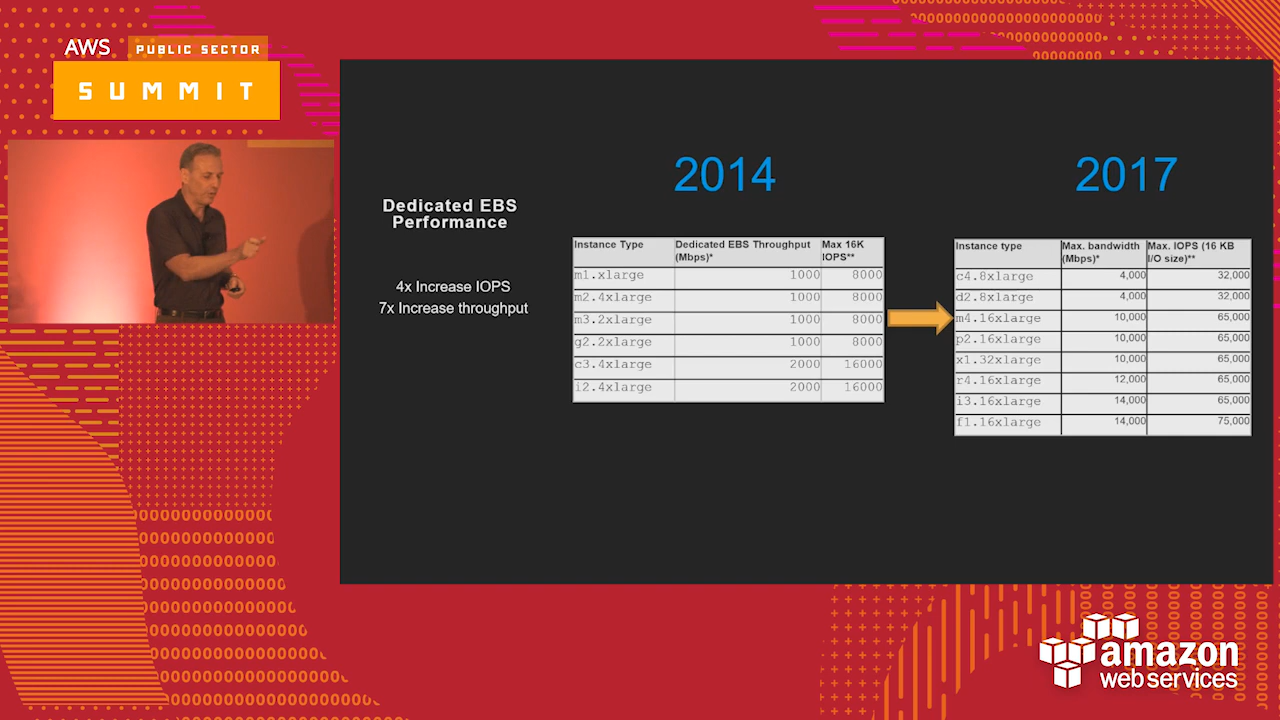 AWS PUBLIC SECTOR
SUMMIT
Dedicated EBS
Performance
4x Increase IOPS
7x Increase throughput
2014
Instance Type Dedicated EBS Throughput (Mbps)* Max 16K IOPS**
m1.xlarge 1000 8000
m2.4xlarge 1000 8000
m3.2xlarge 1000 8000
g2.2xlarge 1000 8000
c3.4xlarge 2000 16000
i2.4xlarge 2000 16000
2017
Instance type Max. bandwidth (Mbps)* Max. IOPS (16 KB I/O size)**
c4.8xlarge 4,000 32,000
d2.8xlarge 4,000 32,000
m4.16xlarge 10,000 65,000
p2.16xlarge 10,000 65,000
x1.32xlarge 10,000 65,000
r4.16xlarge 12,000 65,000
i3.16xlarge 14,000 65,000
f1.16xlarge 14,000 75,000
amazon
web services